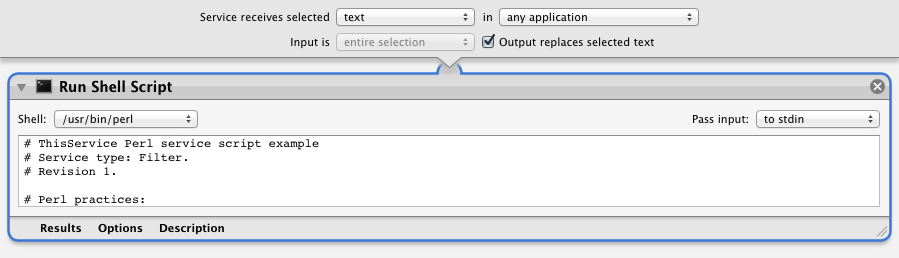 Service receives selected text in any application
Input is entire selection Output replaces selected text
Run Shell Script
Shell: /usr/bin/perl Pass input: to stdin
# ThisService Perl service script example
# Service type: Filter.
# Revision 1.
# Perl practices:
Results Options Description